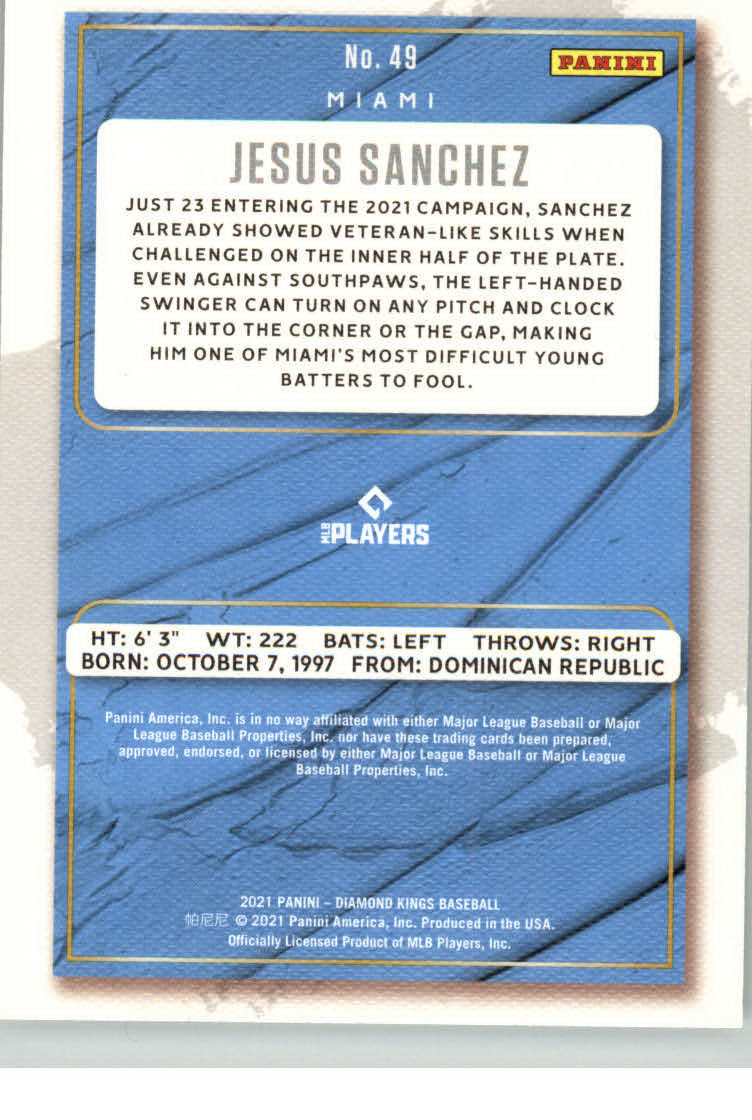 No. 49
PANINI
MIAMI
JESUS SANCHEZ
JUST 23 ENTERING THE 2021 CAMPAIGN, SANCHEZ
ALREADY SHOWED VETERAN-LIKE SKILLS WHEN
CHALLENGED ON THE INNER HALF OF THE PLATE.
EVEN AGAINST SOUTHPAWS, THE LEFT-HANDED
SWINGER CAN TURN ON ANY PITCH AND CLOCK
IT INTO THE CORNER OR THE GAP, MAKING
HIM ONE OF MIAMI'S MOST DIFFICULT YOUNG
BATTERS TO FOOL.
MLB PLAYERS
HT: 6' 3" WT: 222 BATS: LEFT THROWS: RIGHT
BORN: OCTOBER 7, 1997 FROM: DOMINICAN REPUBLIC
Panini America, Inc. is in no way affiliated with either Major League Baseball or Major
League Baseball Properties, Inc. nor have these trading cards been prepared,
approved, endorsed, or licensed by either Major League Baseball or Major League
Baseball Properties, Inc.
2021 PANINI – DIAMOND KINGS BASEBALL
帕尼尼 © 2021 Panini America, Inc. Produced in the USA.
Officially Licensed Product of MLB Players, Inc.